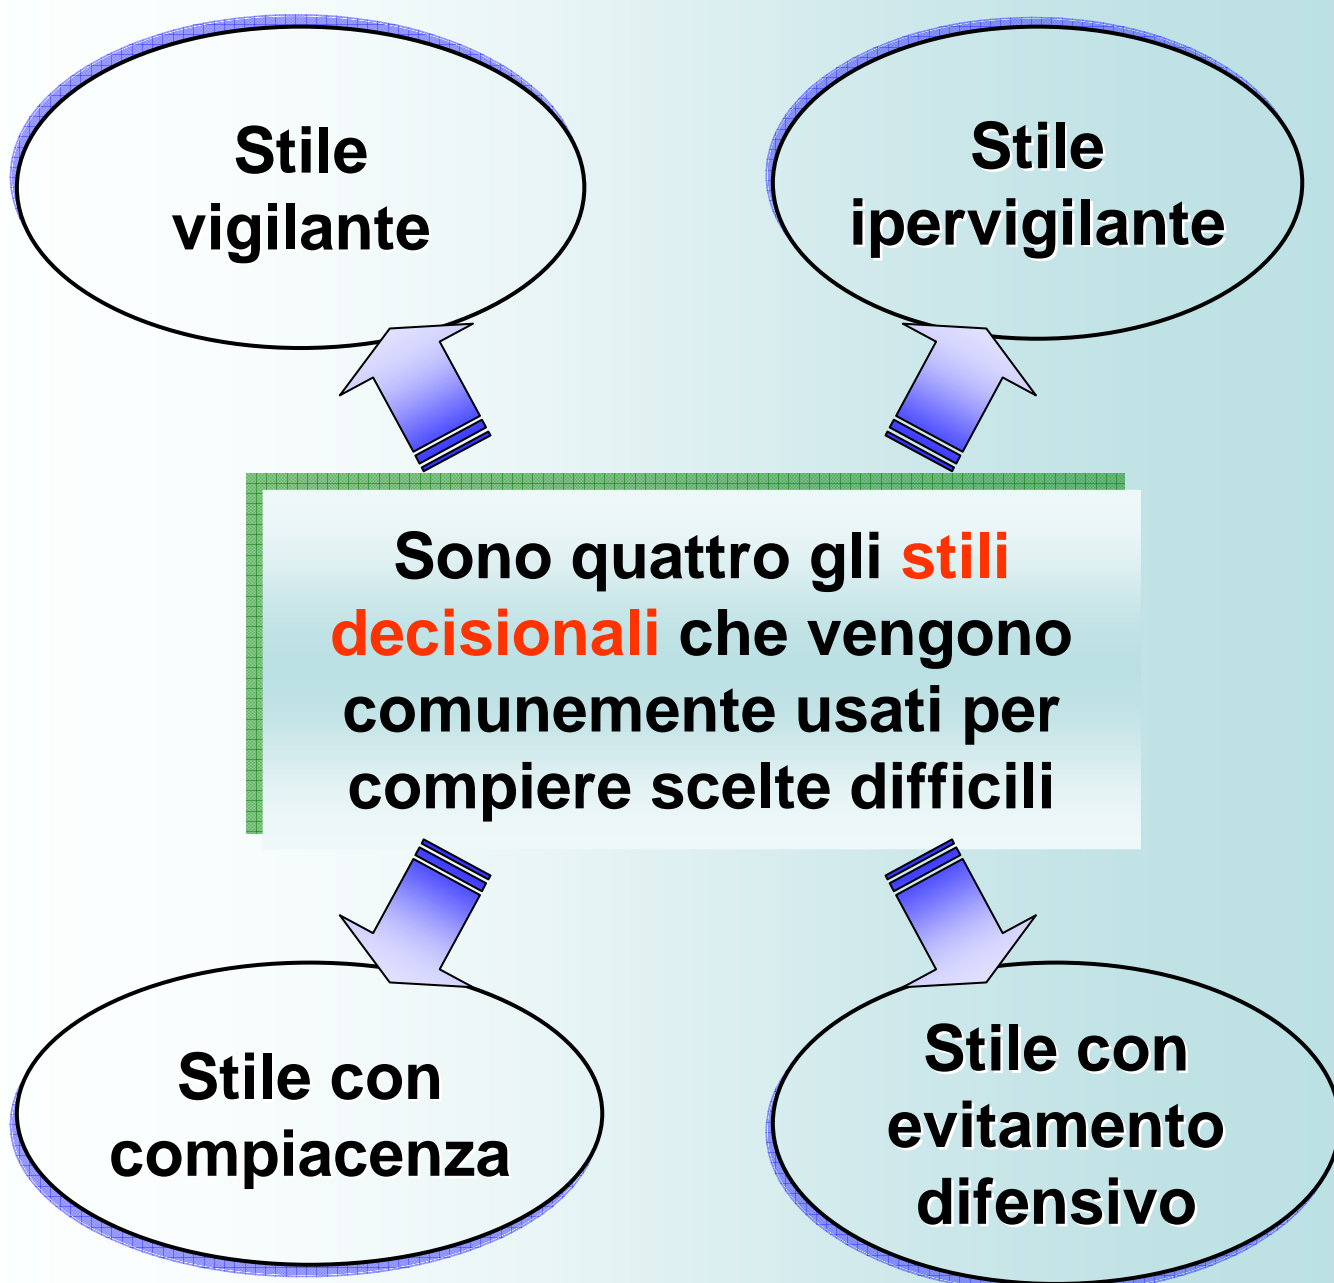 Stile
vigilante
Stile
ipervigilante
Sono quattro gli stili
decisionali che vengono
comunemente usati per
compiere scelte difficili
Stile con
compiacenza
Stile con
evitamento
difensivo